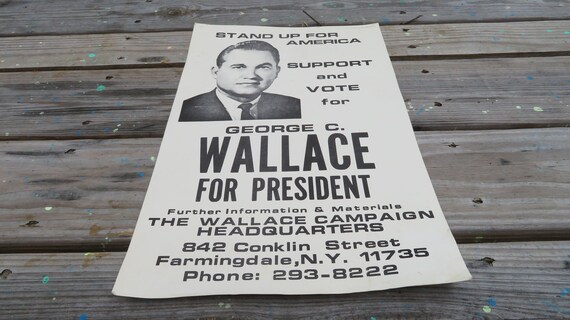 STAND UP FOR
AMERICA
SUPPORT
and
VOTE
for
GEORGE C.
WALLACE
FOR PRESIDENT
Further Information & Materials
THE WALLACE CAMPAIGN
HEADQUARTERS
842 Conklin Street
Farmingdale, N.Y. 11735
Phone: 293-8222